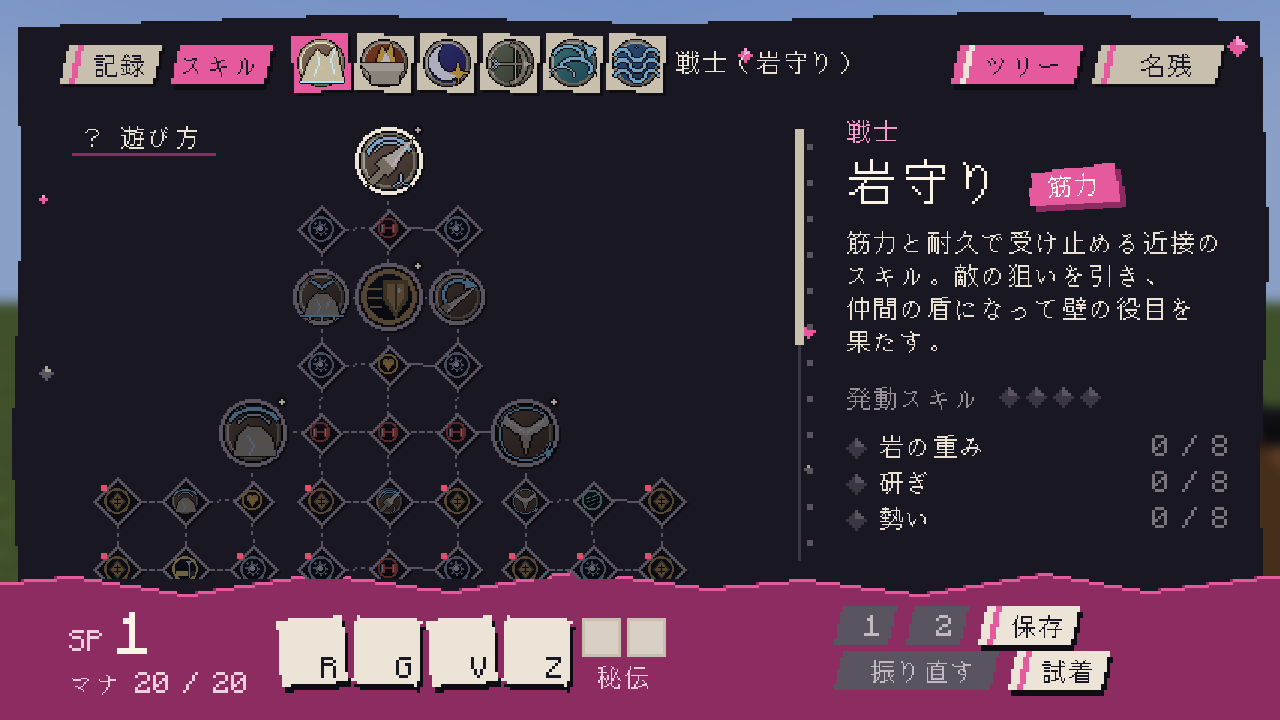 記録 スキル 戦士（岩守り） ツリー 名残
? 遊び方
戦士
岩守り 筋力
筋力と耐久で受け止める近接の
スキル。敵の狙いを引き、
仲間の盾になって壁の役目を
果たす。
発動スキル
岩の重み 0 / 8
研ぎ 0 / 8
勢い 0 / 8
SP 1
マナ 20 / 20
R G V Z
秘伝
1 2 保存
振り直す 試着